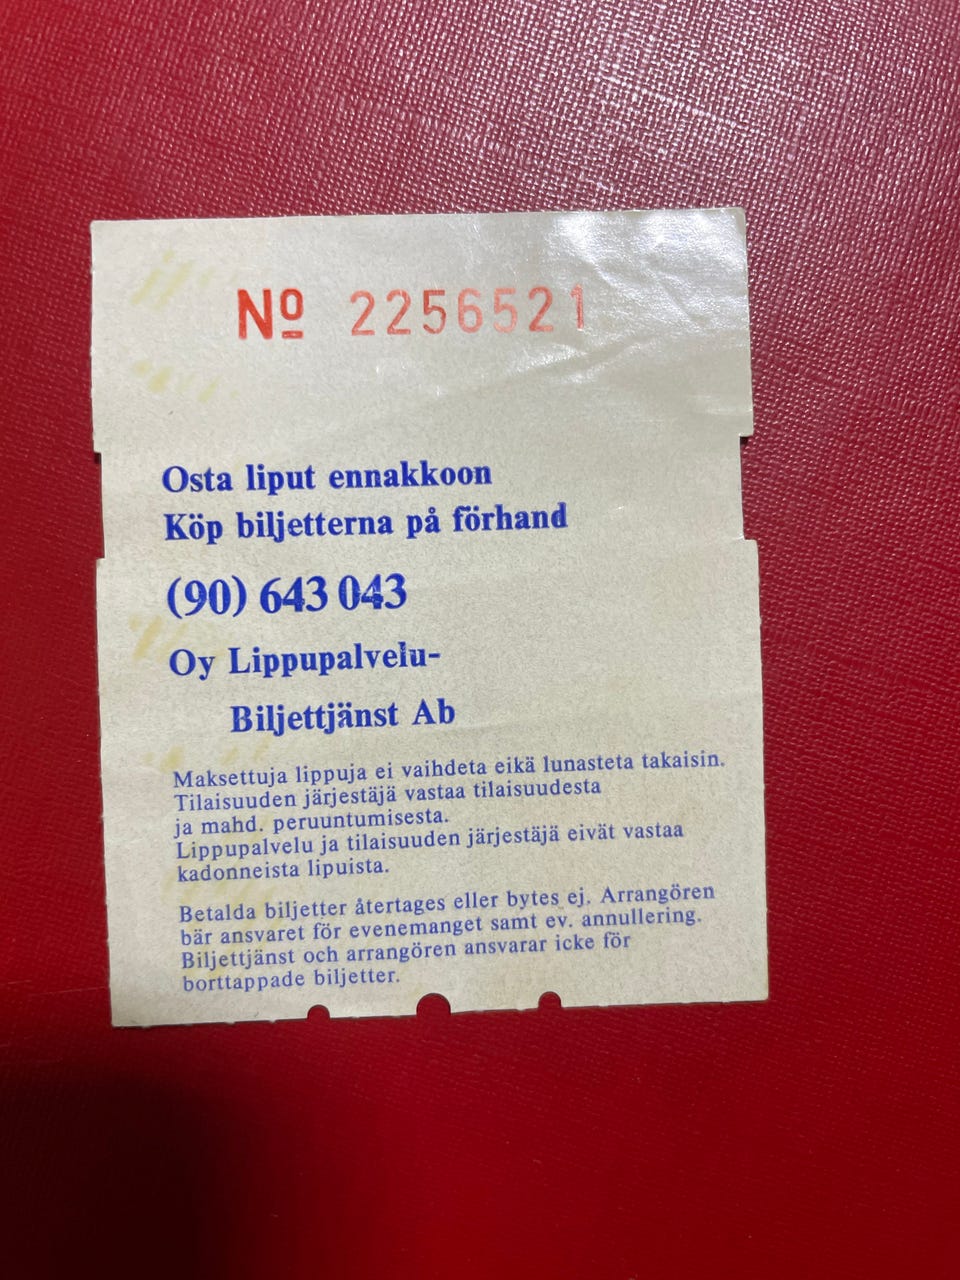 Nº 2256521
Osta liput ennakkoon
Köp biljetterna på förhand
(90) 643 043
Oy Lippupalvelu-
Biljettjänst Ab
Maksettuja lippuja ei vaihdeta eikä lunasteta takaisin.
Tilaisuuden järjestäjä vastaa tilaisuudesta
ja mahd. peruuntumisesta.
Lippupalvelu ja tilaisuuden järjestäjä eivät vastaa
kadonneista lipuista.
Betalda biljetter återtages eller bytes ej. Arrangören
bär ansvaret för evenemanget samt ev. annullering.
Biljettjänst och arrangören ansvarar icke för
borttappade biljetter.